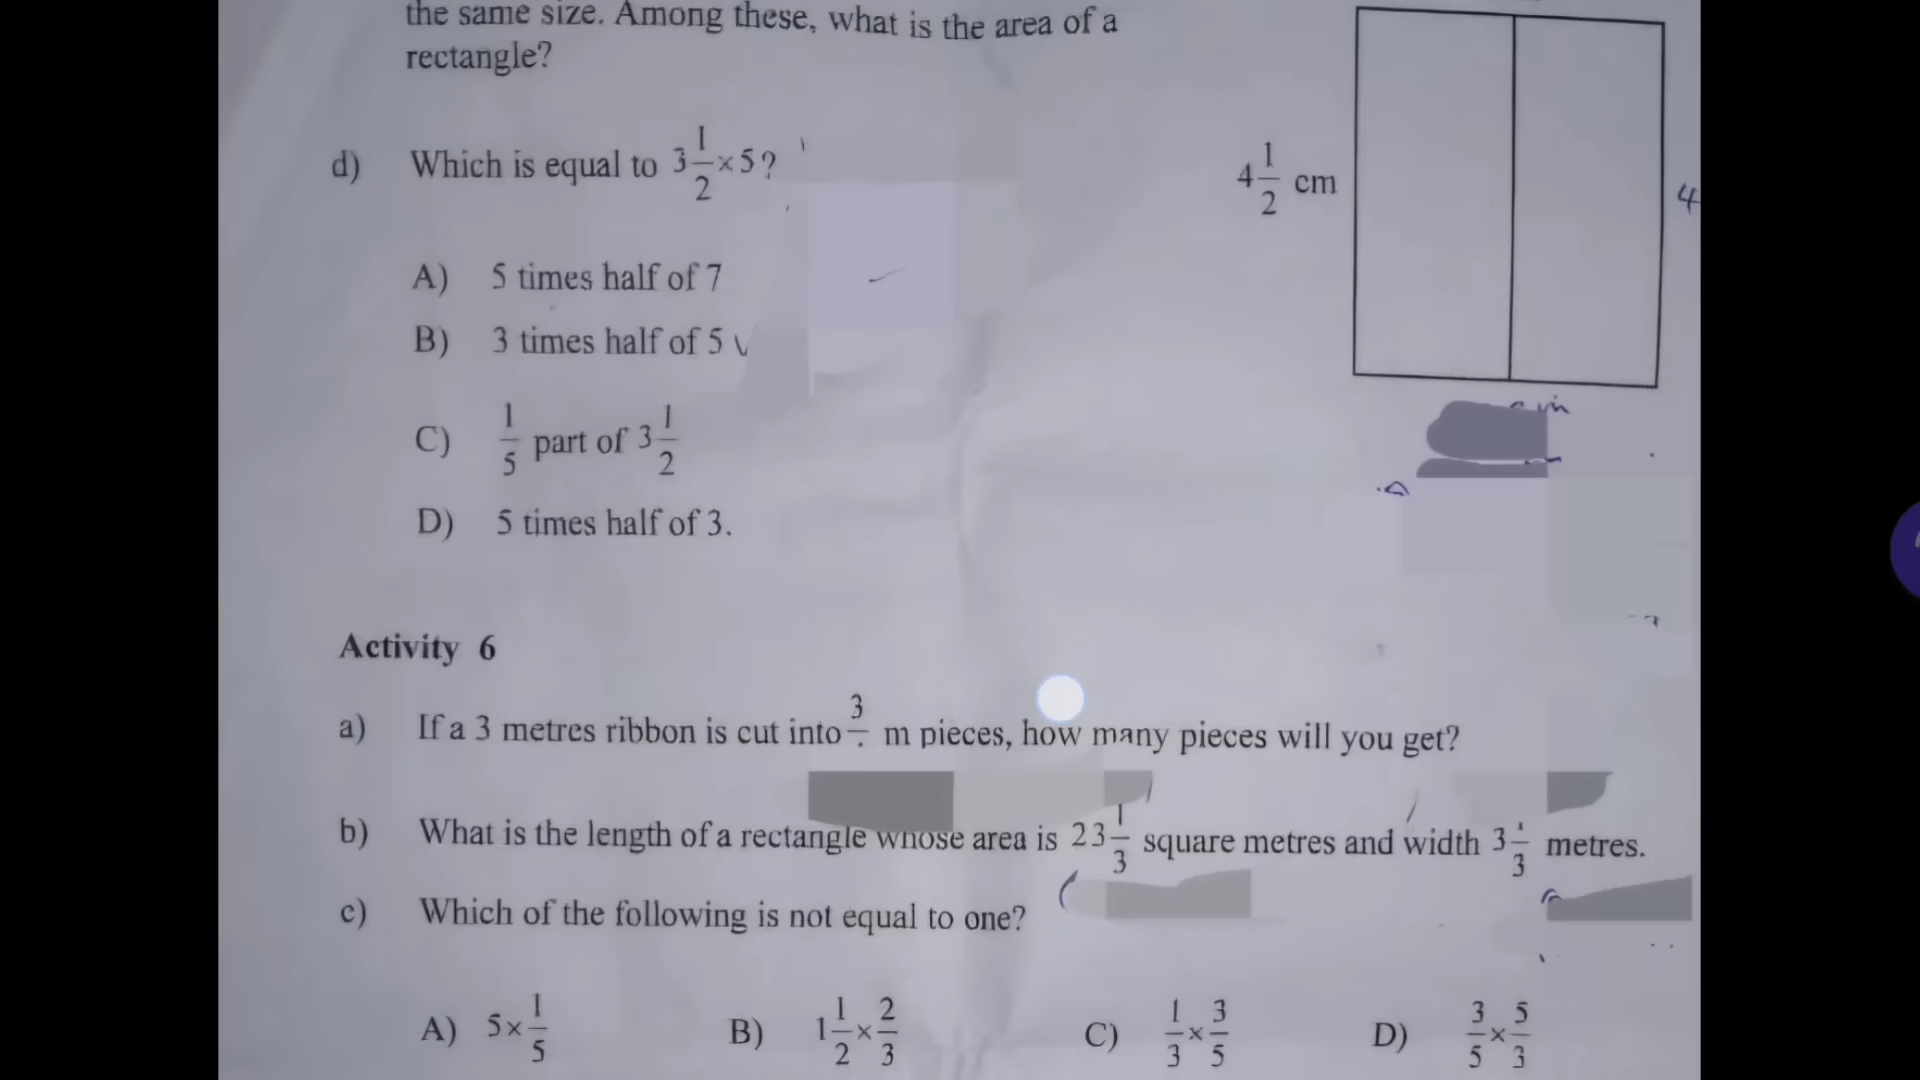 the same size. Among these, what is the area of a
rectangle?
d) Which is equal to 3 1/2 × 5?
4 1/2 cm
4
A) 5 times half of 7
B) 3 times half of 5
C) 1/5 part of 3 1/2
D) 5 times half of 3.
Activity 6
a) If a 3 metres ribbon is cut into 3/ m pieces, how many pieces will you get?
b) What is the length of a rectangle whose area is 23 1/3 square metres and width 3 1/3 metres.
c) Which of the following is not equal to one?
A) 5 × 1/5 B) 1 1/2 × 2/3 C) 1/3 × 3/5 D) 3/5 × 5/3